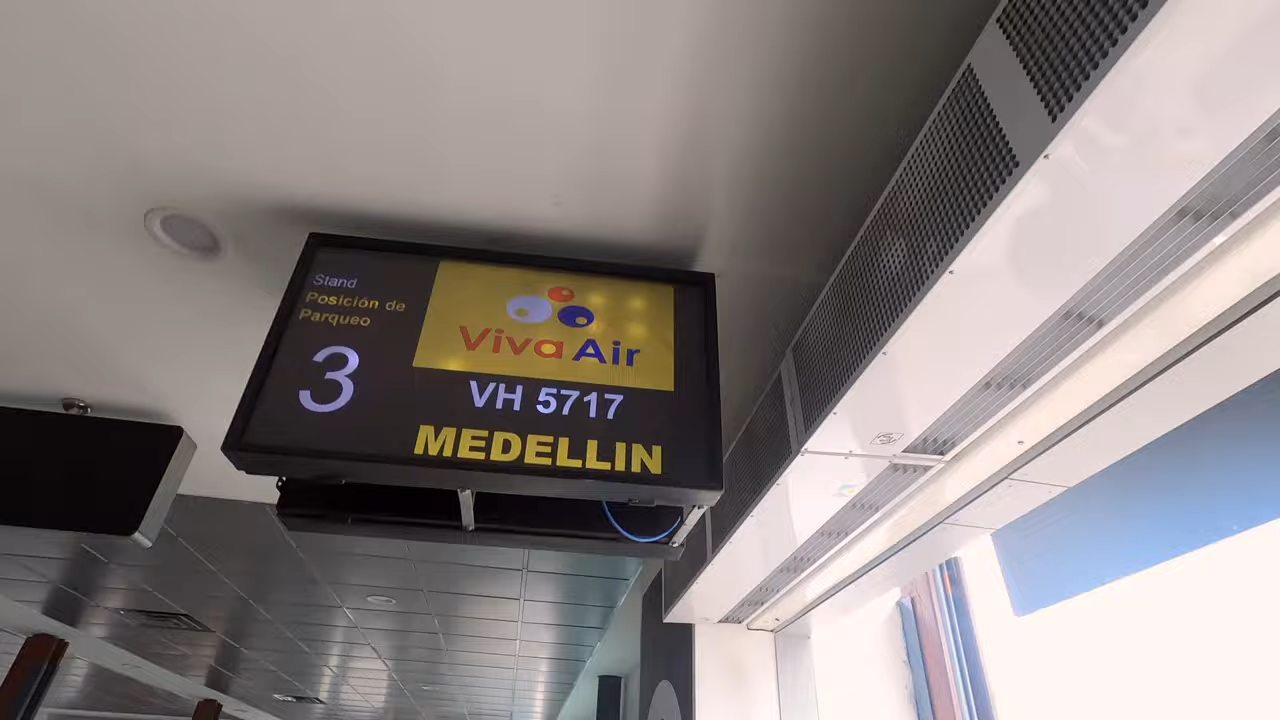 Stand
Posición de
Parqueo
3
Viva Air
VH 5717
MEDELLIN